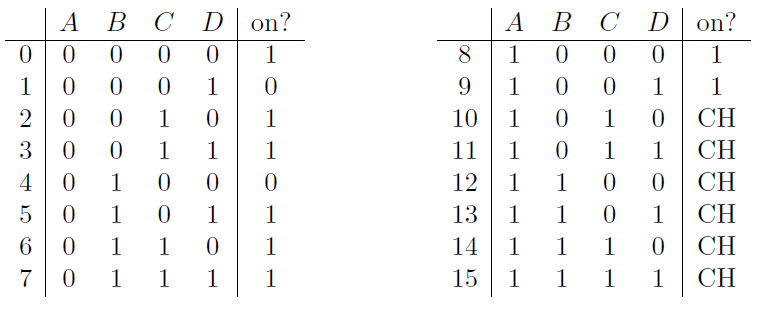 A B C D on? A B C D on?
0 0 0 0 0 1 8 1 0 0 0 1
1 0 0 0 1 0 9 1 0 0 1 1
2 0 0 1 0 1 10 1 0 1 0 CH
3 0 0 1 1 1 11 1 0 1 1 CH
4 0 1 0 0 0 12 1 1 0 0 CH
5 0 1 0 1 1 13 1 1 0 1 CH
6 0 1 1 0 1 14 1 1 1 0 CH
7 0 1 1 1 1 15 1 1 1 1 CH